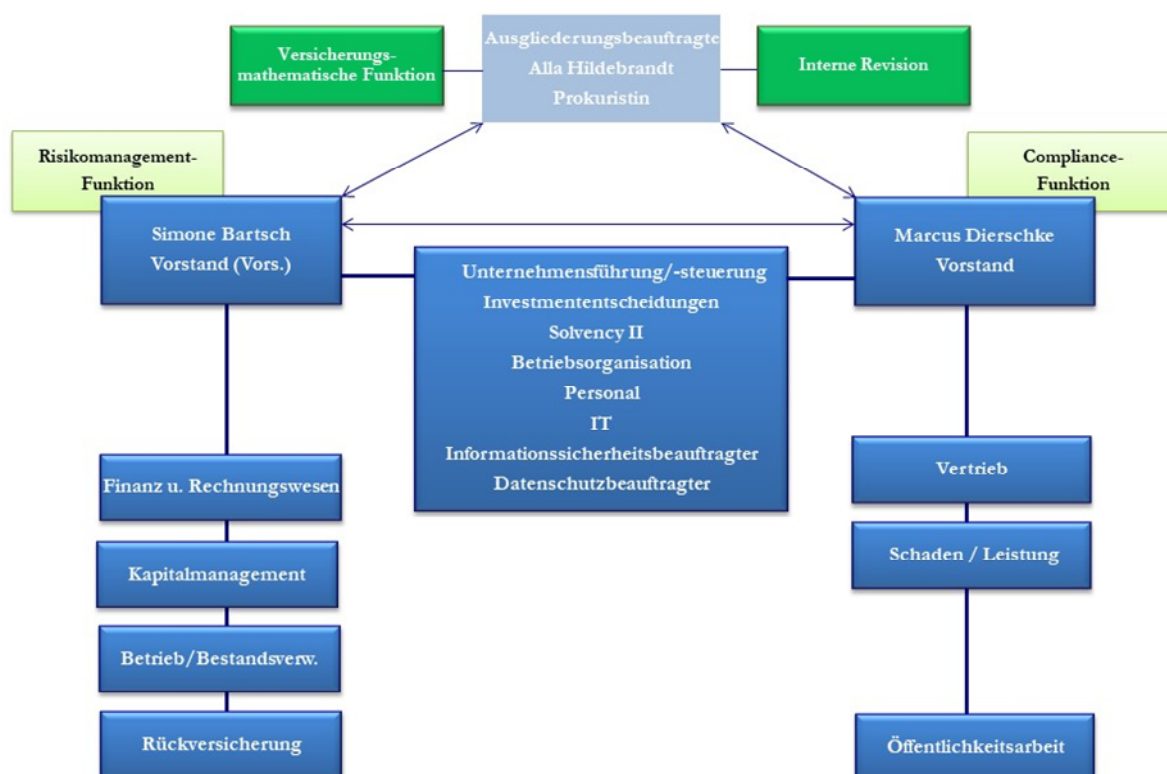 Versicherungs-
mathematische Funktion
Ausgliederungsbeauftragte
Alla Hildebrandt
Prokuristin
Interne Revision
Risikomanagement-
Funktion
Compliance-
Funktion
Simone Bartsch
Vorstand (Vors.)
Marcus Dierschke
Vorstand
Unternehmensführung/-steuerung
Investmententscheidungen
Solvency II
Betriebsorganisation
Personal
IT
Informationssicherheitsbeauftragter
Datenschutzbeauftragter
Finanz u. Rechnungswesen
Kapitalmanagement
Betrieb/Bestandsverw.
Rückversicherung
Vertrieb
Schaden / Leistung
Öffentlichkeitsarbeit